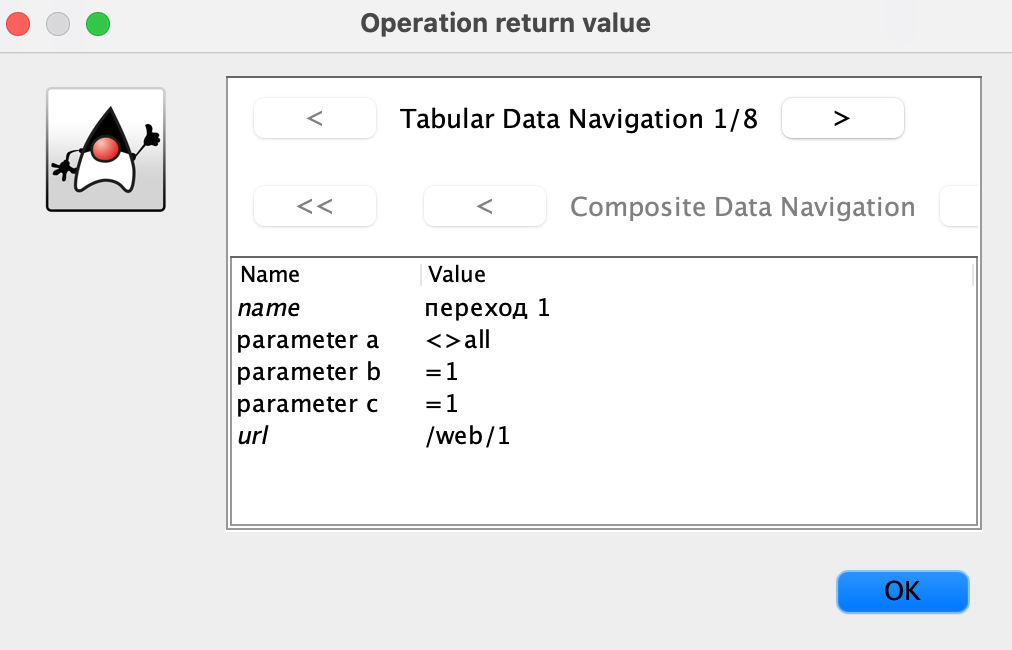 Operation return value
< Tabular Data Navigation 1/8 >
<< < Composite Data Navigation
Name Value
name переход 1
parameter a <>all
parameter b =1
parameter c =1
url /web/1
OK